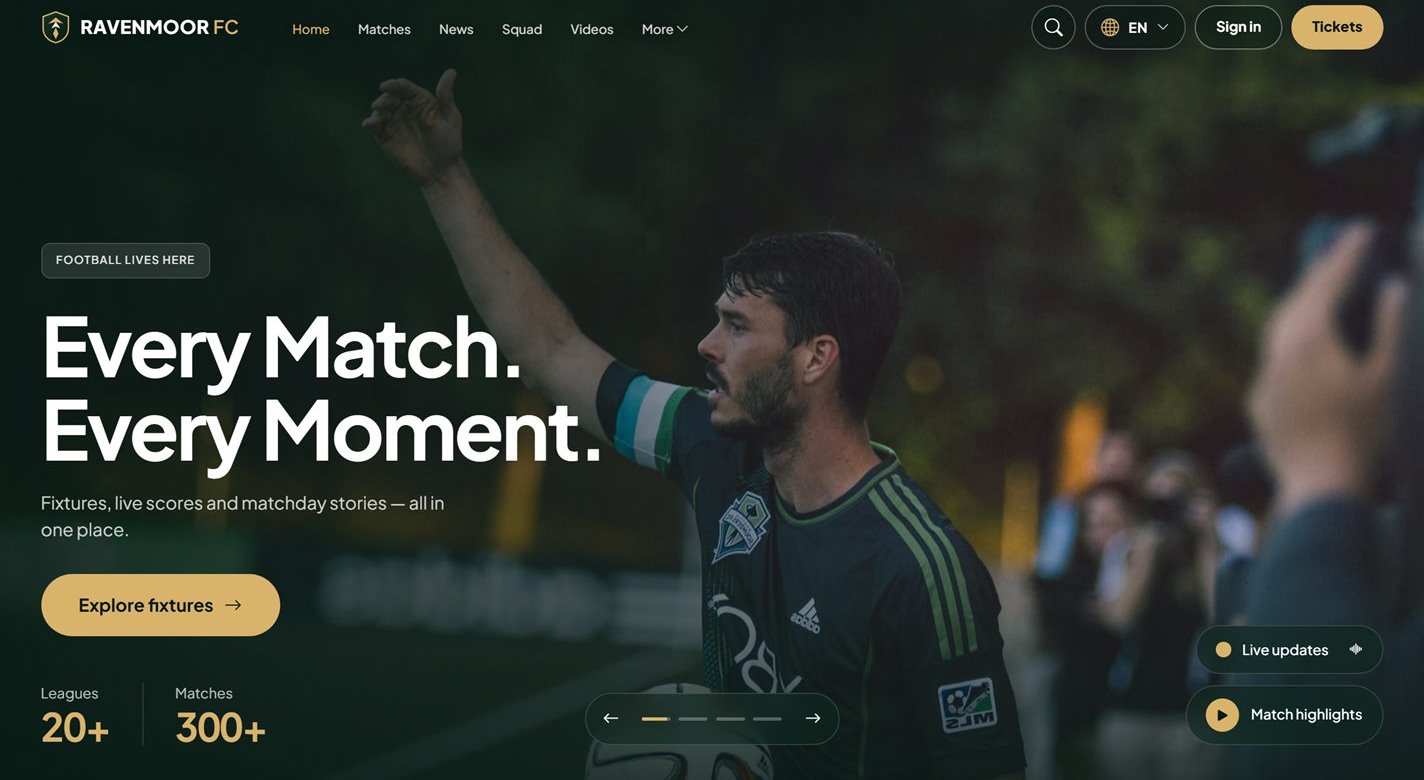 RAVENMOOR FC
Home
Matches
News
Squad
Videos
More
EN
Sign in
Tickets
FOOTBALL LIVES HERE
Every Match.
Every Moment.
Fixtures, live scores and matchday stories — all in
one place.
Explore fixtures
Leagues
20+
Matches
300+
Live updates
Match highlights
adidas
MLS